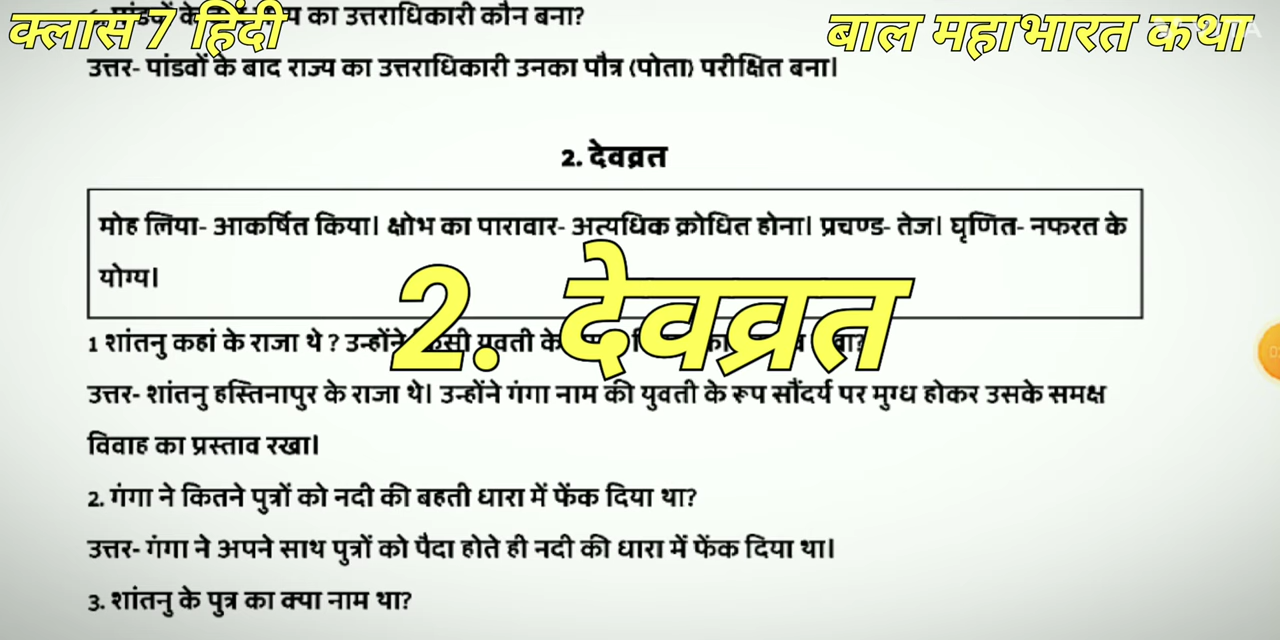 क्लास 7 हिंदी
बाल महाभारत कथा
का उत्तराधिकारी कौन बना?
उत्तर- पांडवों के बाद राज्य का उत्तराधिकारी उनका पौत्र (पोता) परीक्षित बना।
2. देवव्रत
मोह लिया- आकर्षित किया। क्षोभ का पारावार- अत्यधिक क्रोधित होना। प्रचण्ड- तेज। घृणित- नफरत के
योग्य।
2. देवव्रत
1 शांतनु कहां के राजा थे ? उन्होंने युवती के
उत्तर- शांतनु हस्तिनापुर के राजा थे। उन्होंने गंगा नाम की युवती के रूप सौंदर्य पर मुग्ध होकर उसके समक्ष
विवाह का प्रस्ताव रखा।
2. गंगा ने कितने पुत्रों को नदी की बहती धारा में फेंक दिया था?
उत्तर- गंगा ने अपने साथ पुत्रों को पैदा होते ही नदी की धारा में फेंक दिया था।
3. शांतनु के पुत्र का क्या नाम था?